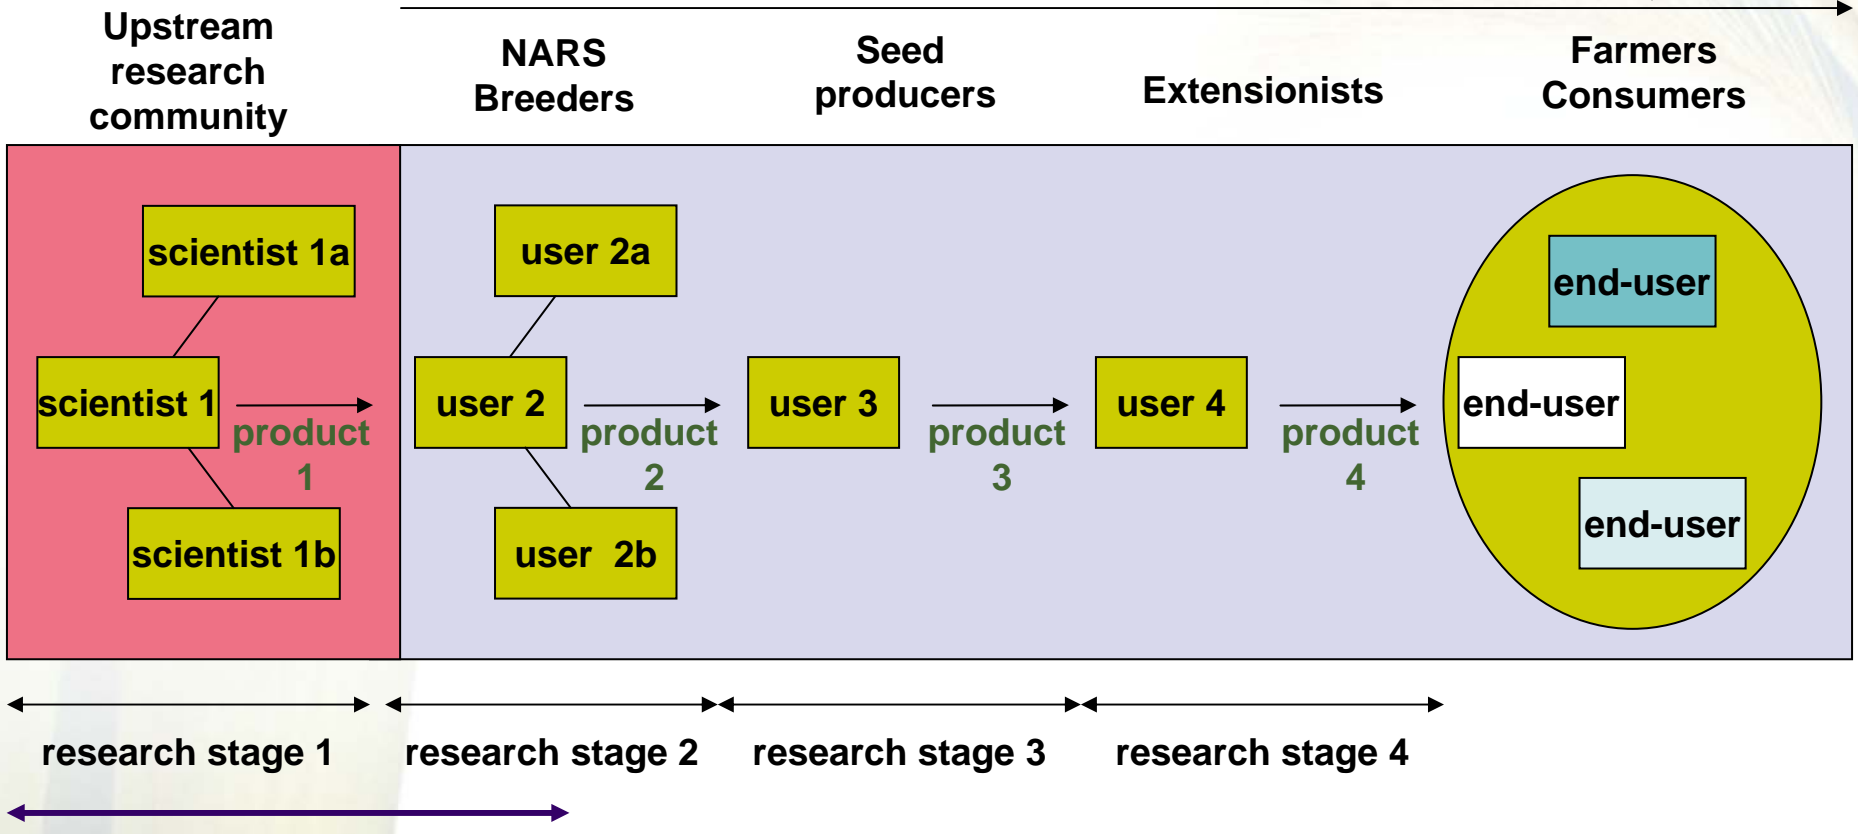 Upstream
research
community
NARS
Breeders
Seed
producers
Extensionists
Farmers
Consumers
scientist 1a
scientist 1
scientist 1b
product
1
user 2a
user 2
user 2b
product
2
user 3
product
3
user 4
product
4
end-user
end-user
end-user
research stage 1
research stage 2
research stage 3
research stage 4